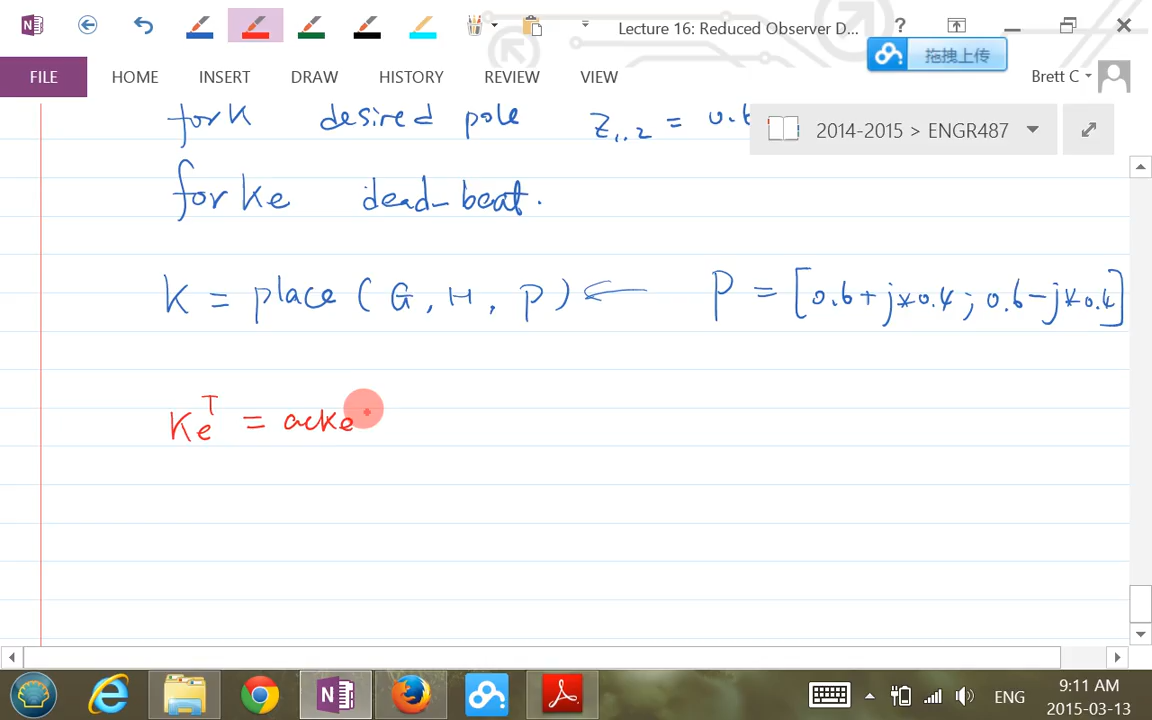 Lecture 16: Reduced Observer D...
?
拖拽上传
FILE
HOME
INSERT
DRAW
HISTORY
REVIEW
VIEW
Brett C
for K desired pole z1,2 = 0.6
2014-2015 > ENGR487
for Ke dead-beat.
K = place (G, H, P) ← P = [0.6+j*0.4; 0.6-j*0.4]
Ke^T = acke
ENG
9:11 AM
2015-03-13